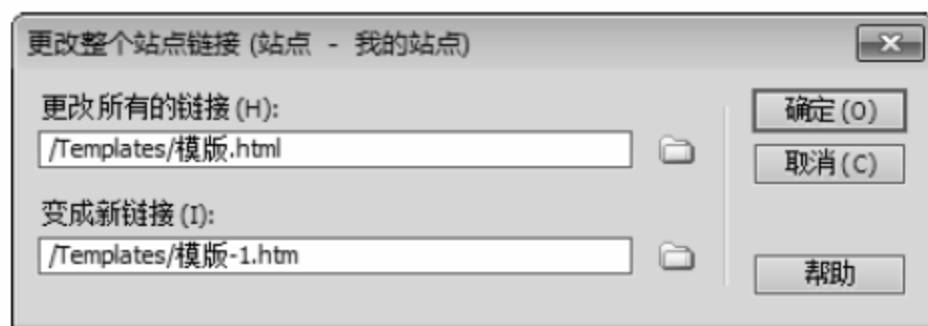 更改整个站点链接 (站点 - 我的站点)
更改所有的链接(H):
/Templates/模版.html
变成新链接(I):
/Templates/模版-1.htm
确定(O)
取消(C)
帮助